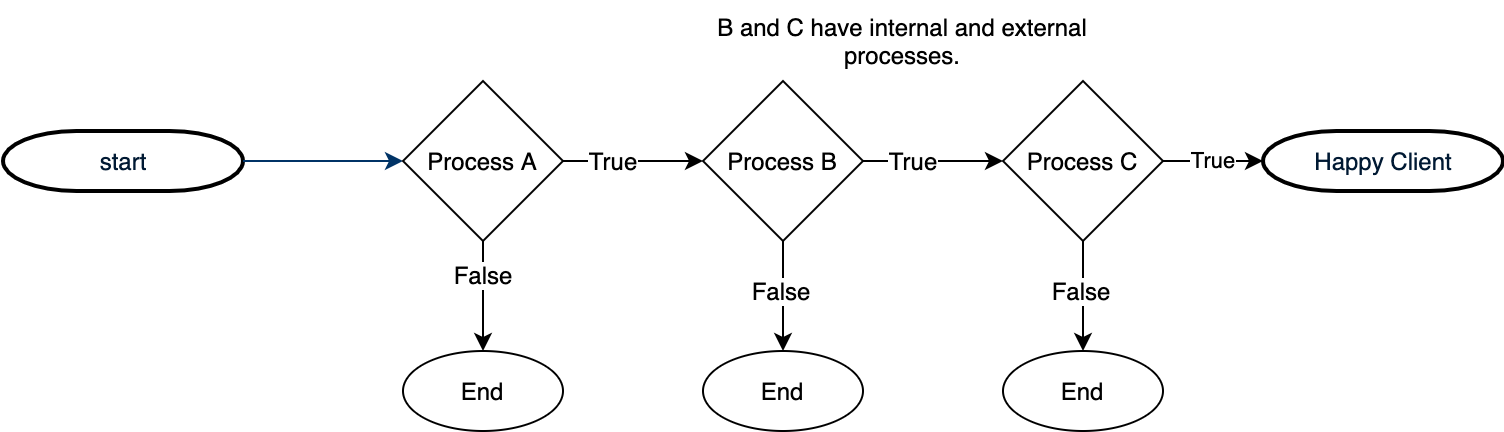 B and C have internal and external
processes.
start
Process A
True
Process B
True
Process C
True
Happy Client
False
False
False
End
End
End